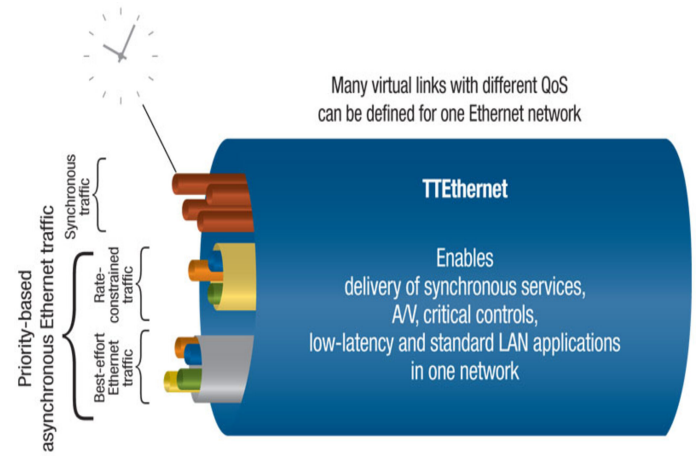 Many virtual links with different QoS
can be defined for one Ethernet network
TTEthernet
Enables
delivery of synchronous services,
A/V, critical controls,
low-latency and standard LAN applications
in one network
Synchronous
traffic
Priority-based
asynchronous Ethernet traffic
Rate-
constrained
traffic
Best-effort
Ethernet
traffic